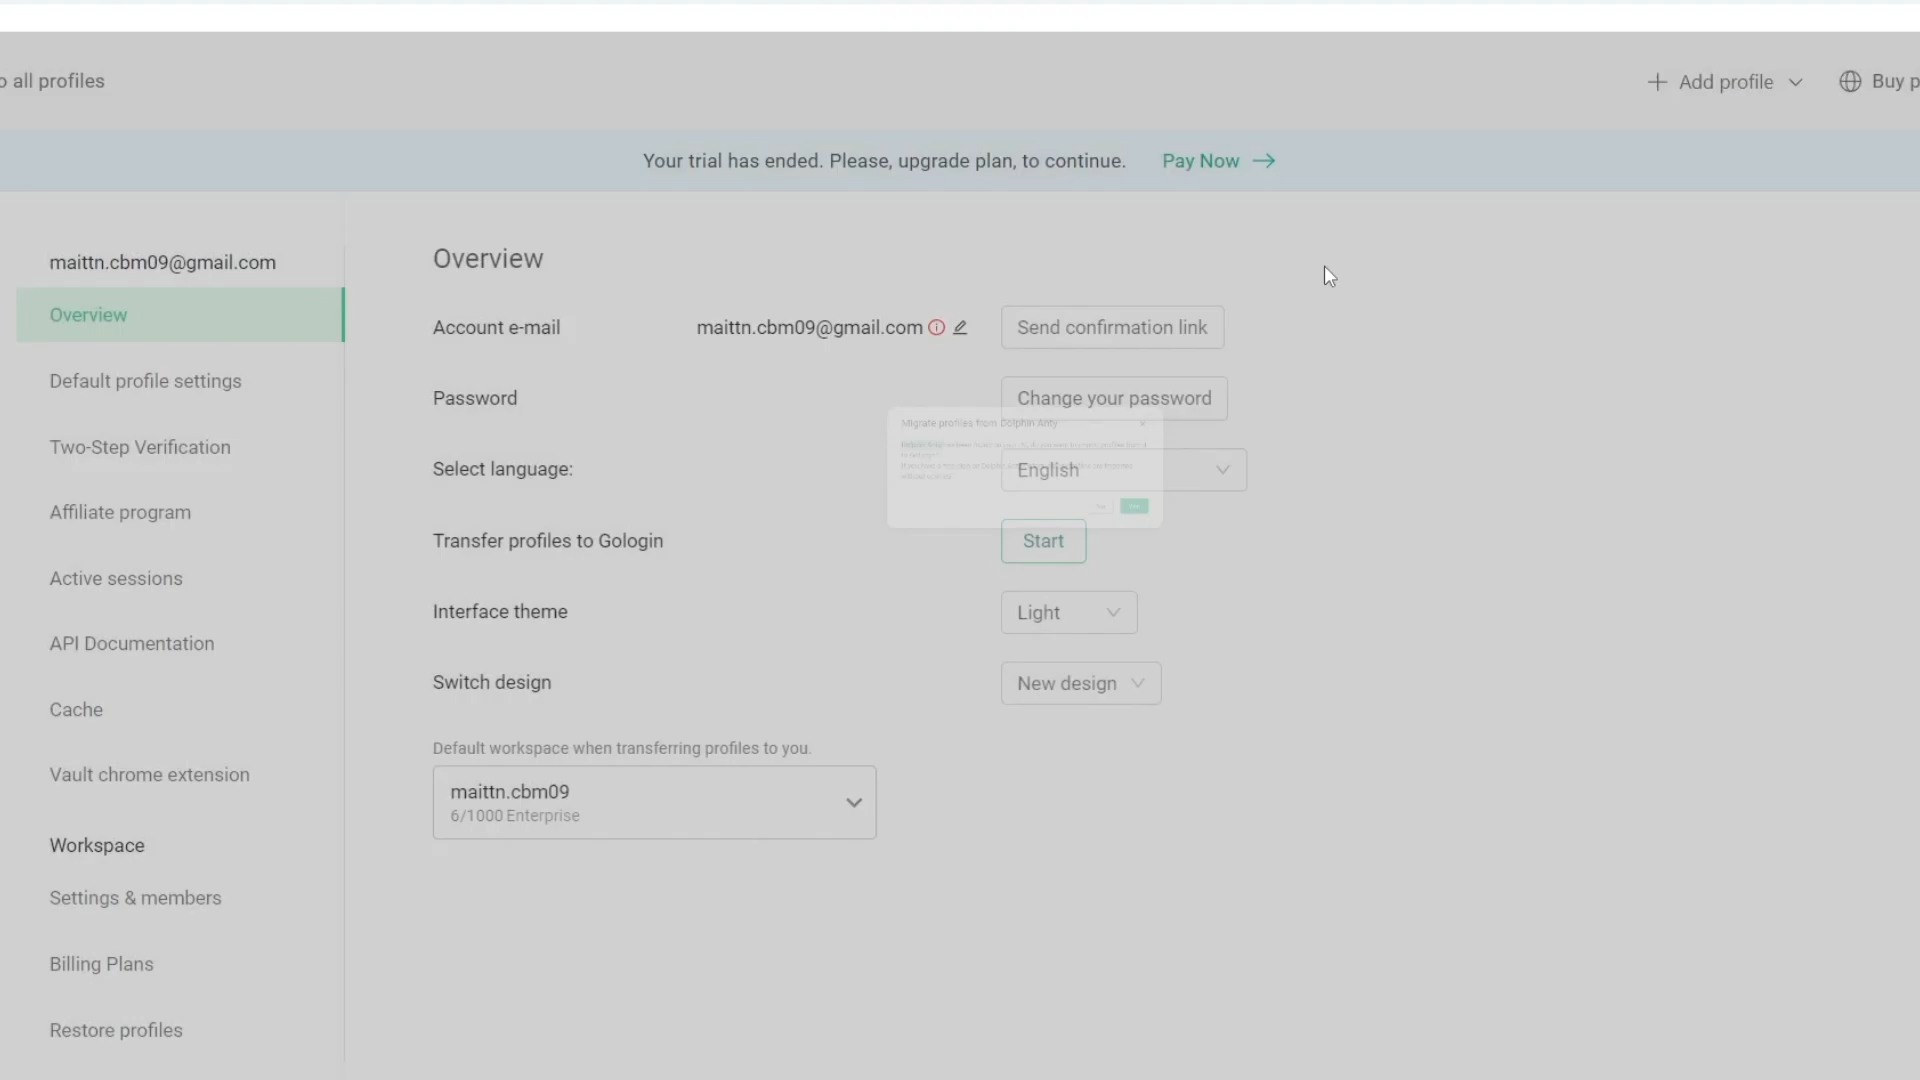 o all profiles
Add profile
Buy p
Your trial has ended. Please, upgrade plan, to continue. Pay Now
maittn.cbm09@gmail.com
Overview
Default profile settings
Two-Step Verification
Affiliate program
Active sessions
API Documentation
Cache
Vault chrome extension
Workspace
Settings & members
Billing Plans
Restore profiles
Overview
Account e-mail maittn.cbm09@gmail.com Send confirmation link
Password Change your password
Select language: English
Transfer profiles to Gologin Start
Interface theme Light
Switch design New design
Default workspace when transferring profiles to you.
maittn.cbm09
6/1000 Enterprise
Migrate profiles from Dolphin Anty